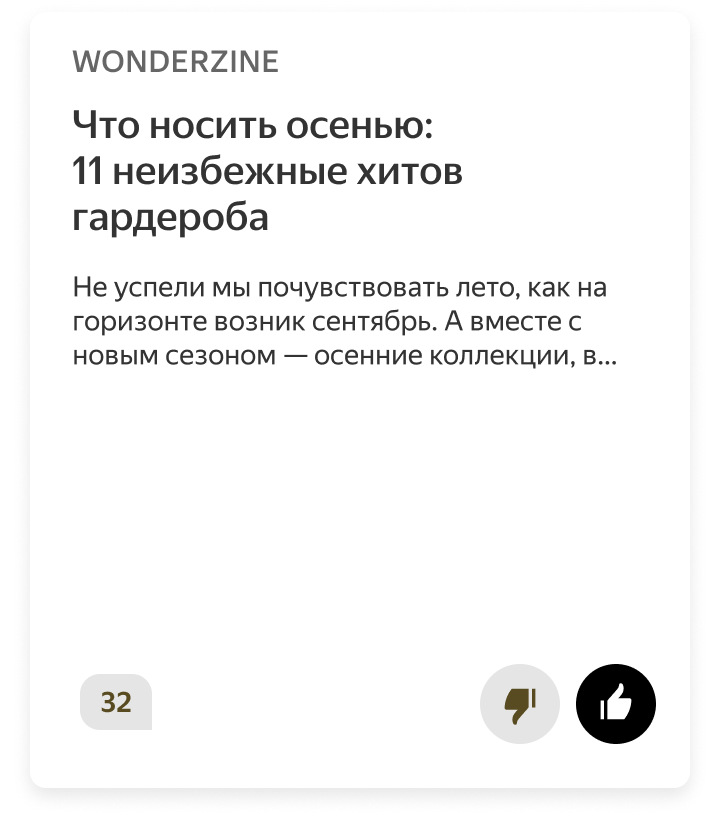 WONDERZINE
Что носить осенью:
11 неизбежные хитов
гардероба
Не успели мы почувствовать лето, как на
горизонте возник сентябрь. А вместе с
новым сезоном — осенние коллекции, в...
32